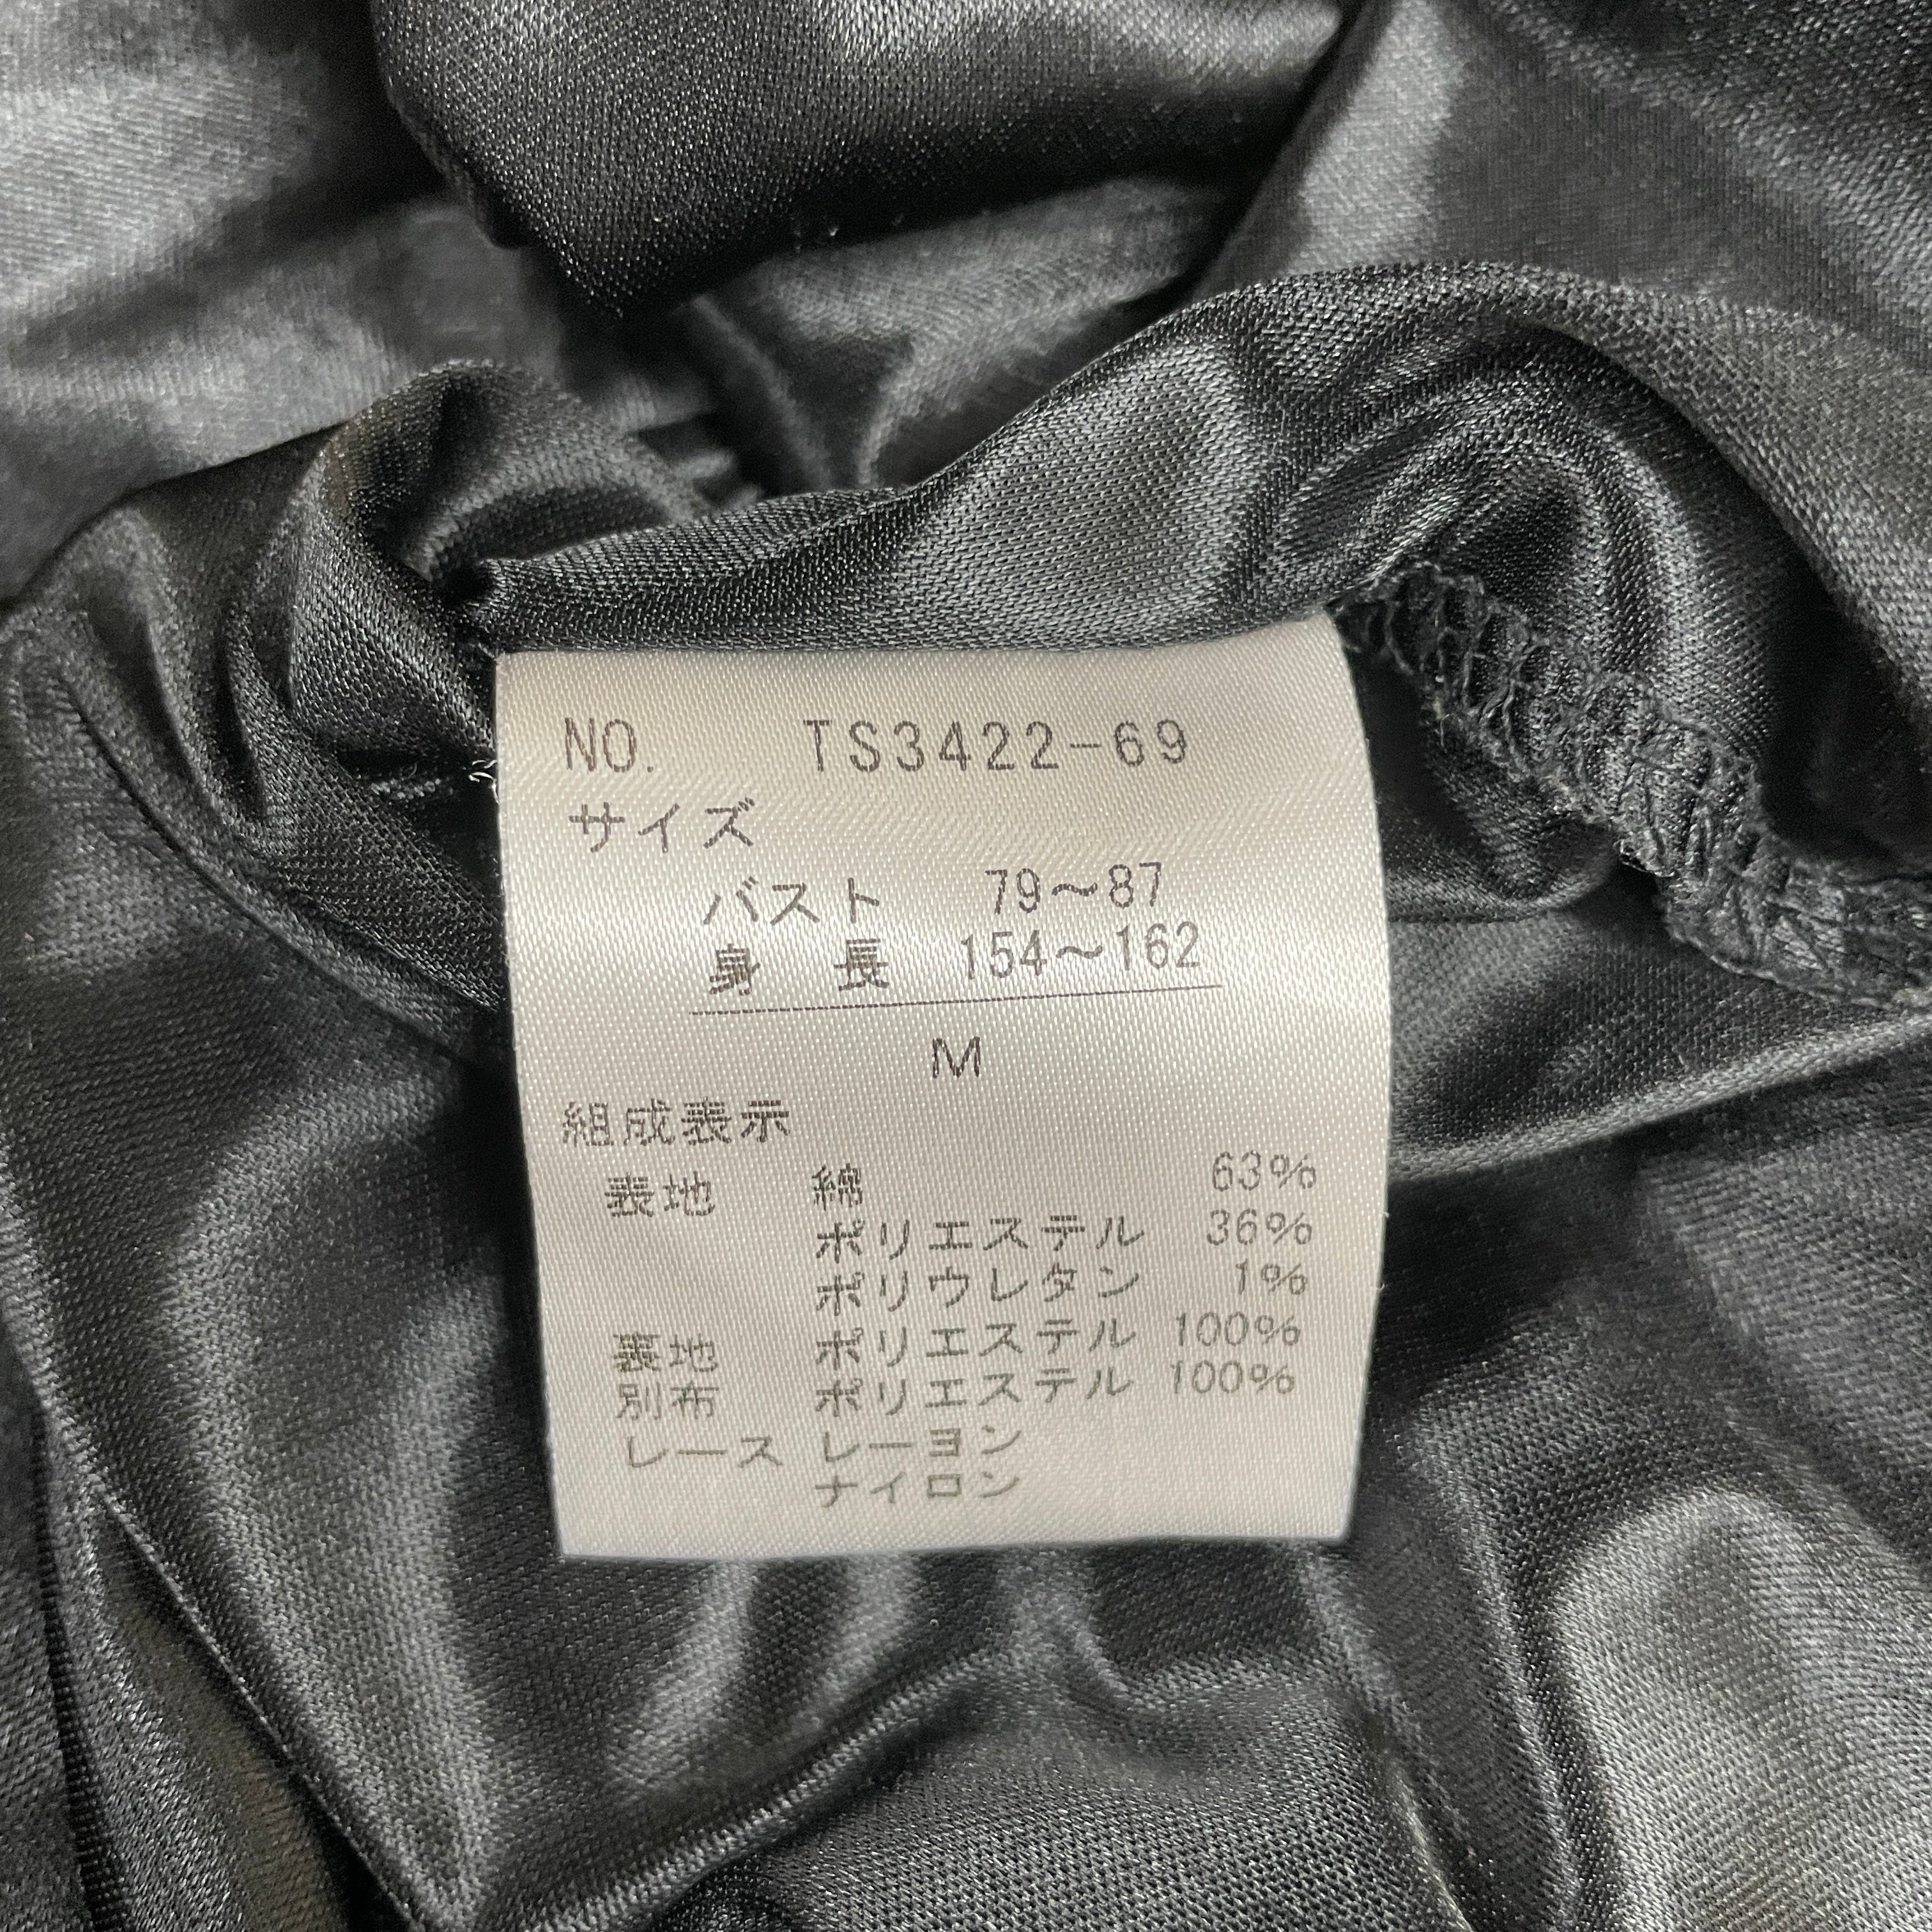 NO. TS3422-69
サイズ
バスト 79～87
身長 154～162
M
組成表示
表地 綿 63%
ポリエステル 36%
ポリウレタン 1%
裏地 ポリエステル 100%
別布 ポリエステル 100%
レース レーヨン
ナイロン